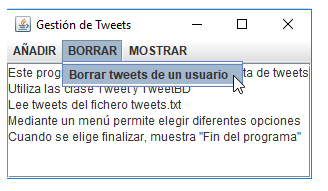 Gestión de Tweets
AÑADIR BORRAR MOSTRAR
Borrar tweets de un usuario
Este prog ta de tweets
Utiliza las clase Tweet y TweetBD
Lee tweets del fichero tweets.txt
Mediante un menú permite elegir diferentes opciones
Cuando se elige finalizar, muestra "Fin del programa"